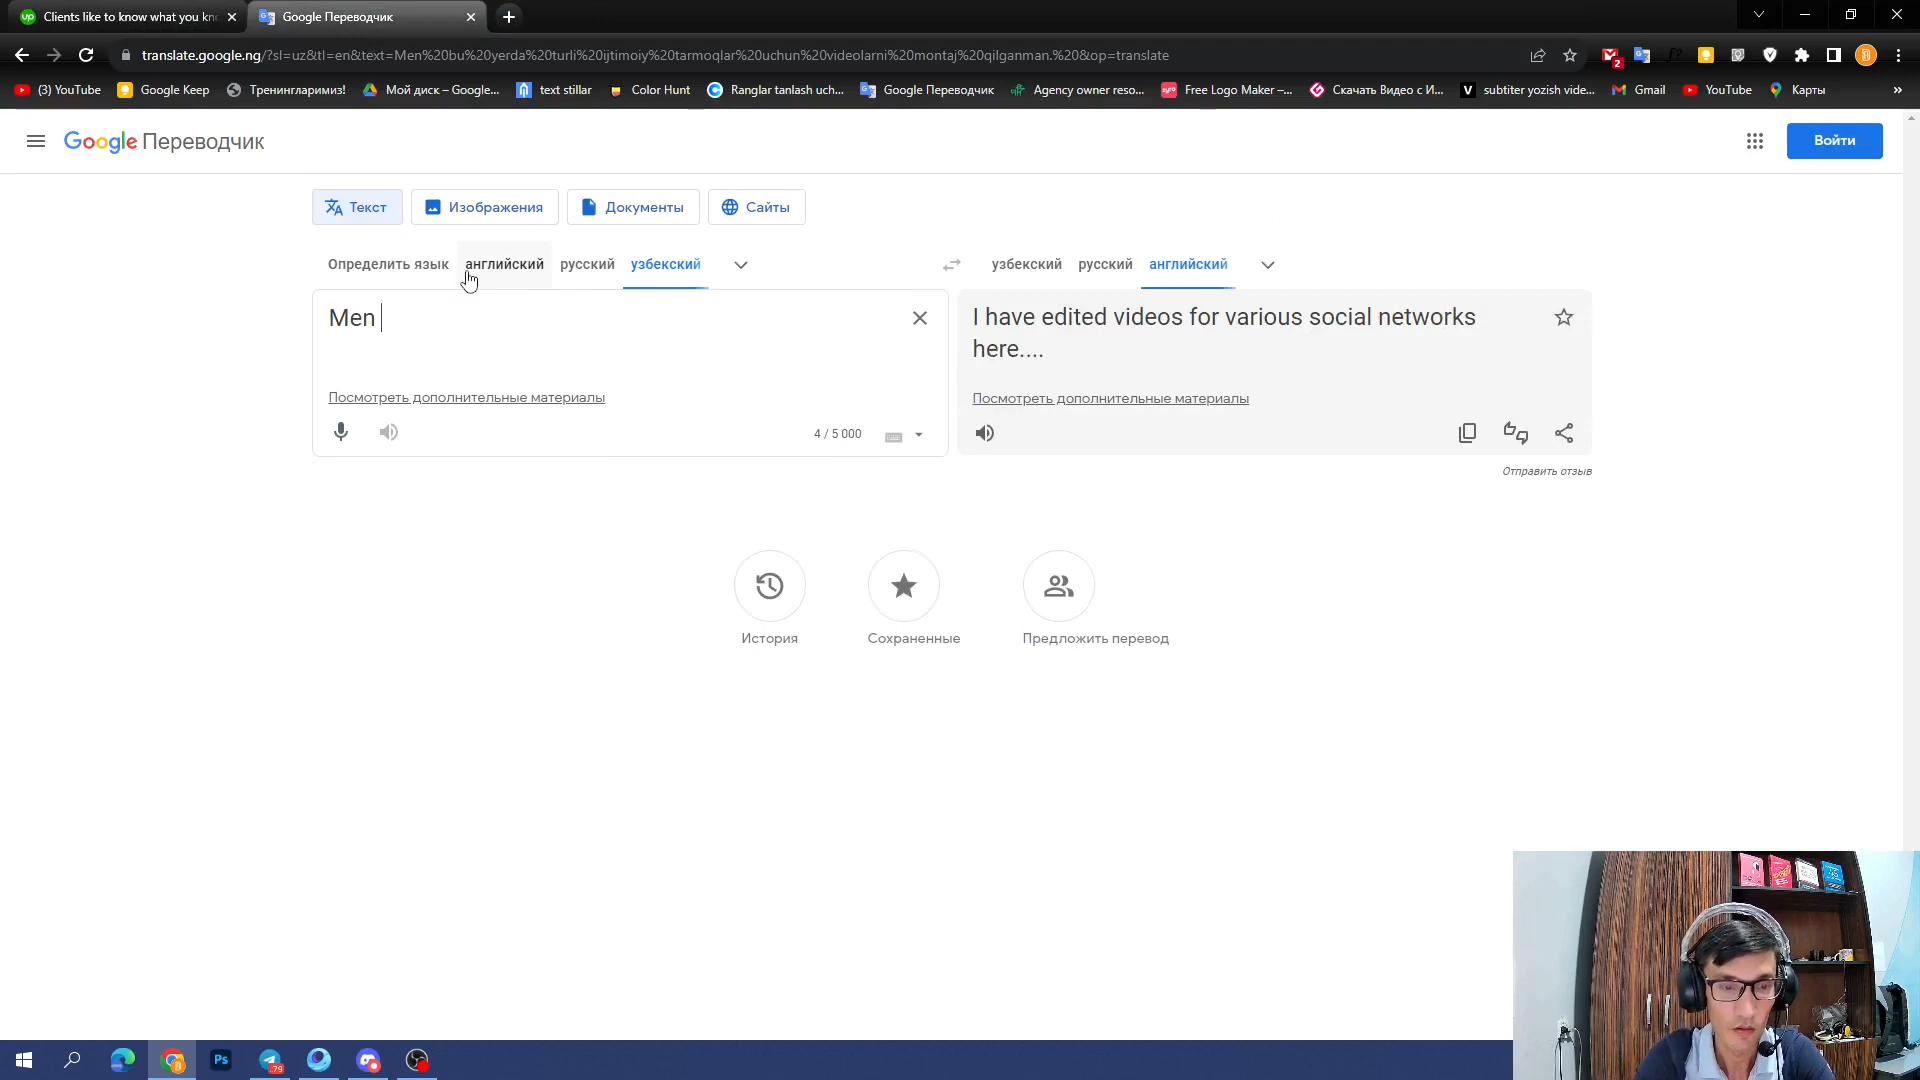 Clients like to know what you kn
Google Переводчик
translate.google.ng/?sl=uz&tl=en&text=Men%20bu%20yerda%20turli%20ijtimoiy%20tarmoqlar%20uchun%20videolarni%20montaj%20qilganman.%20&op=translate
2
(3) YouTube
Google Keep
Тренингларимиз!
Мой диск – Google...
text stillar
Color Hunt
Ranglar tanlash uch...
Google Переводчик
Agency owner reso...
Free Logo Maker –...
Скачать Видео с И...
subtiter yozish vide...
Gmail
YouTube
Карты
»
Google Переводчик
Войти
Текст
Изображения
Документы
Сайты
Определить язык
английский
русский
узбекский
узбекский
русский
английский
Men
I have edited videos for various social networks
here....
Посмотреть дополнительные материалы
Посмотреть дополнительные материалы
4 / 5 000
Отправить отзыв
История
Сохраненные
Предложить перевод
Ps
79